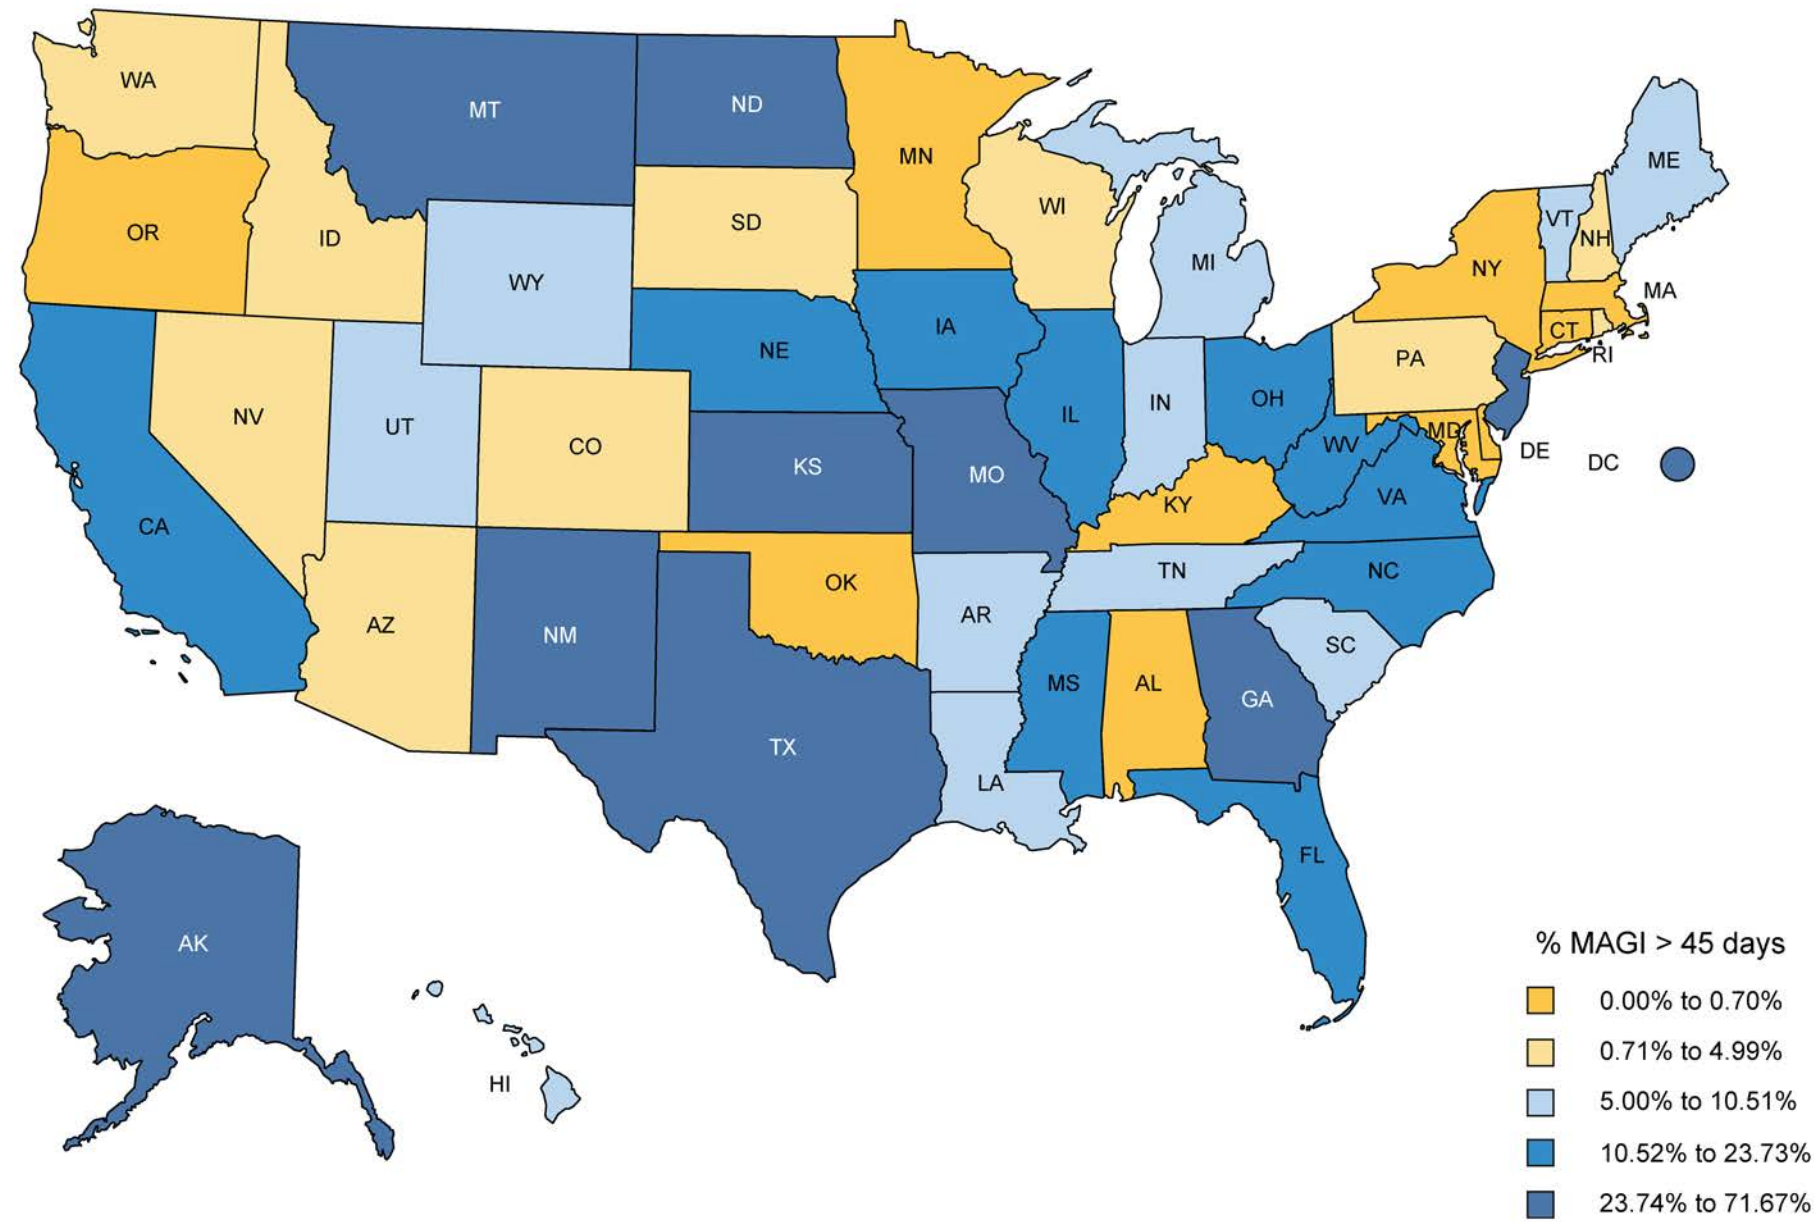 WA
MT
ND
MN
ME
OR
ID
SD
WI
VT
NH
WY
MI
NY
MA
CT
RI
IA
NE
PA
NV
UT
CO
IL
IN
OH
WV
MD
DE
DC
KS
MO
KY
VA
CA
TN
NC
OK
AR
AZ
NM
SC
MS
AL
GA
TX
LA
FL
AK
HI
% MAGI > 45 days
0.00% to 0.70%
0.71% to 4.99%
5.00% to 10.51%
10.52% to 23.73%
23.74% to 71.67%